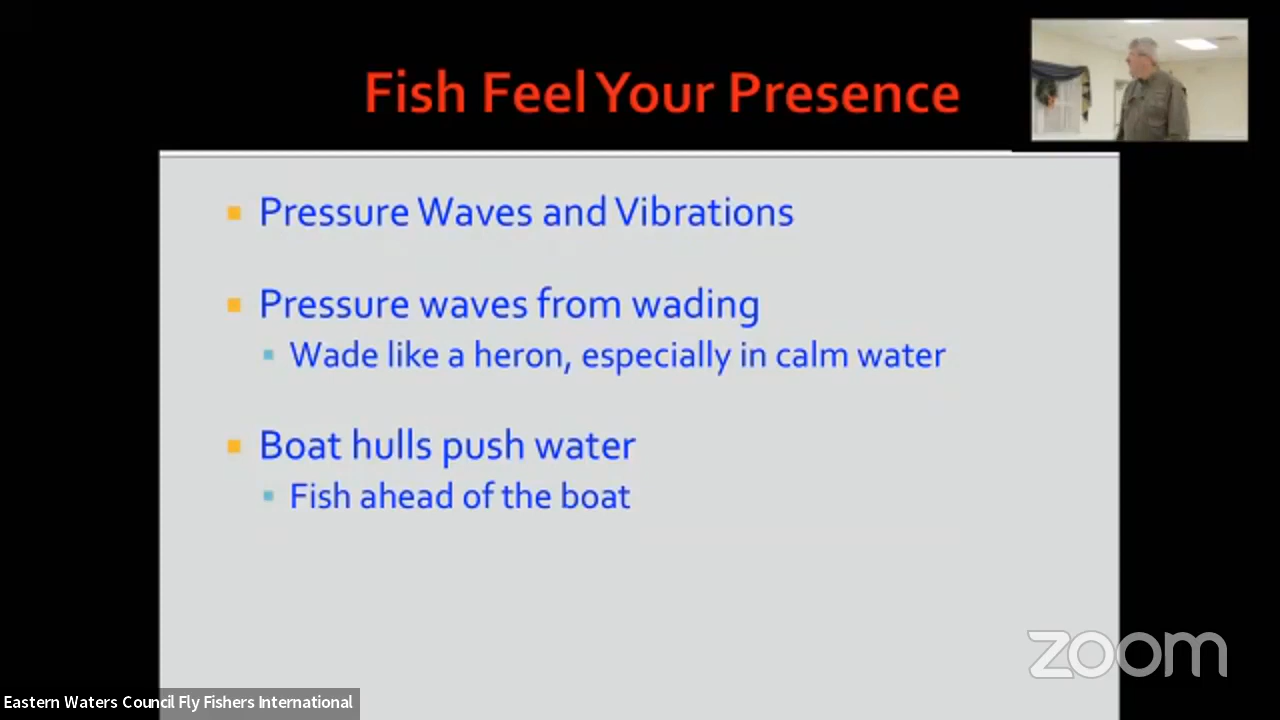 Fish Feel Your Presence
Pressure Waves and Vibrations
Pressure waves from wading
Wade like a heron, especially in calm water
Boat hulls push water
Fish ahead of the boat
zoom
Eastern Waters Council Fly Fishers International